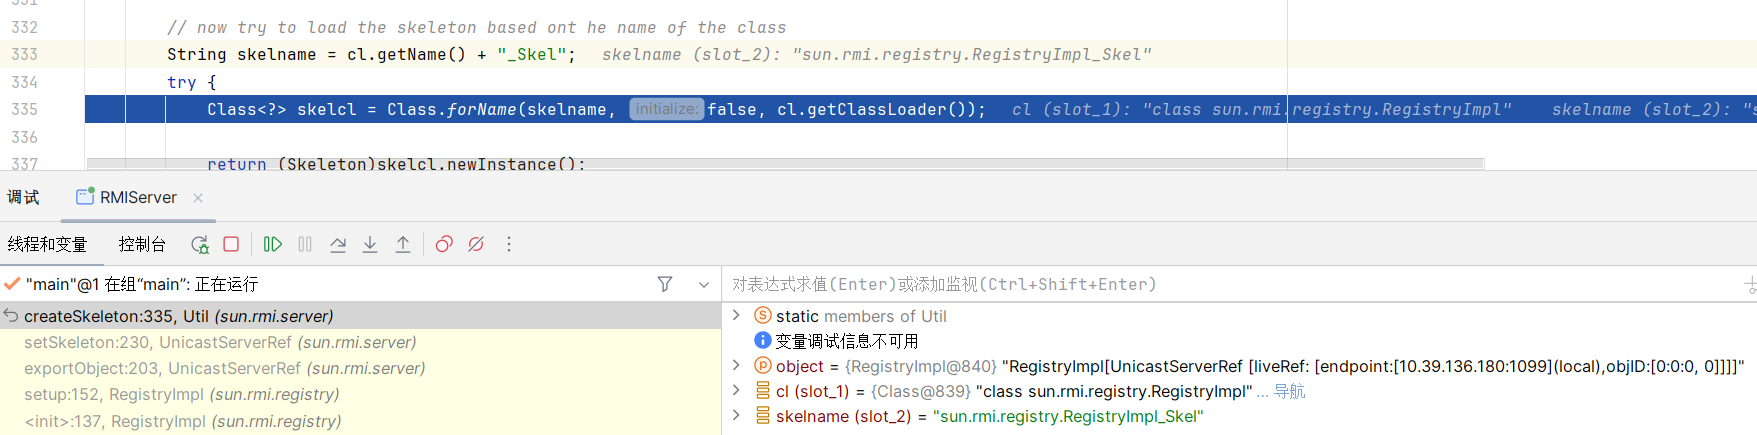 331
332 // now try to load the skeleton based ont he name of the class
333 String skelname = cl.getName() + "_Skel"; skelname (slot_2): "sun.rmi.registry.RegistryImpl_Skel"
334 try {
335 Class<?> skelcl = Class.forName(skelname, initialize: false, cl.getClassLoader()); cl (slot_1): "class sun.rmi.registry.RegistryImpl" skelname (slot_2): "s
336
337 return (Skeleton)skelcl.newInstance();
调试 RMIServer
线程和变量 控制台
"main"@1 在组“main”: 正在运行
对表达式求值(Enter)或添加监视(Ctrl+Shift+Enter)
createSkeleton:335, Util (sun.rmi.server)
setSkeleton:230, UnicastServerRef (sun.rmi.server)
exportObject:203, UnicastServerRef (sun.rmi.server)
setup:152, RegistryImpl (sun.rmi.registry)
<init>:137, RegistryImpl (sun.rmi.registry)
static members of Util
变量调试信息不可用
object = {RegistryImpl@840} "RegistryImpl[UnicastServerRef [liveRef: [endpoint:[10.39.136.180:1099](local),objID:[0:0:0, 0]]]]"
cl (slot_1) = {Class@839} "class sun.rmi.registry.RegistryImpl" ... 导航
skelname (slot_2) = "sun.rmi.registry.RegistryImpl_Skel"